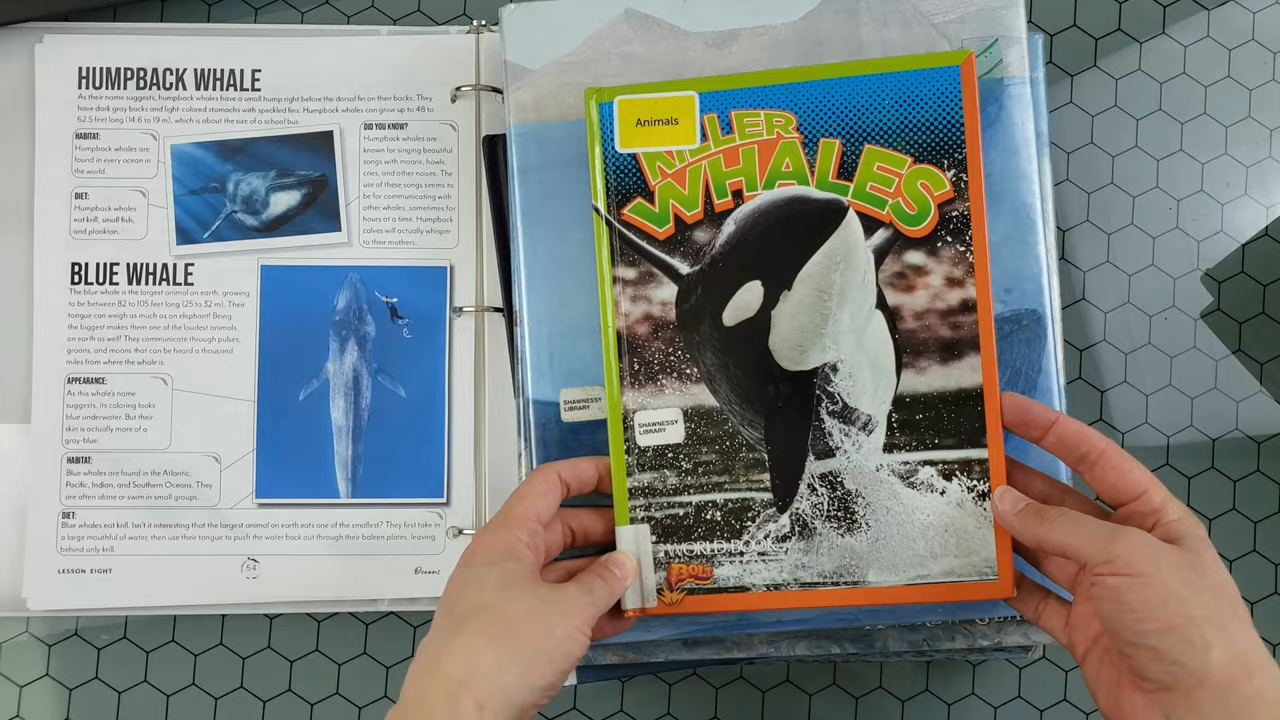 HUMPBACK WHALE
As their name suggests, humpback whales have a small hump right before the dorsal fin on their backs. They
have dark gray backs and light-colored stomachs with speckled fins. Humpback whales can grow up to 48 to
62.5 feet long (14.6 to 19 m), which is about the size of a school bus.
HABITAT:
Humpback whales are
found in every ocean in
the world.
DIET:
Humpback whales
eat krill, small fish,
and plankton.
DID YOU KNOW?
Humpback whales are
known for singing beautiful
songs with moans, howls,
cries, and other noises. The
use of these songs seems to
be for communicating with
other whales, sometimes for
hours at a time. Humpback
calves will actually whisper
to their mothers.
BLUE WHALE
The blue whale is the largest animal on earth, growing
to be between 82 to 105 feet long (25 to 32 m). Their
tongue can weigh as much as an elephant! Being
the biggest makes them one of the loudest animals
on earth as well! They communicate through pulses,
groans, and moans that can be heard a thousand
miles from where the whale is.
APPEARANCE:
As this whale's name
suggests, its coloring looks
blue underwater. But their
skin is actually more of a
gray-blue.
HABITAT:
Blue whales are found in the Atlantic,
Pacific, Indian, and Southern Oceans. They
are often alone or swim in small groups.
DIET:
Blue whales eat krill. Isn't it interesting that the largest animal on earth eats one of the smallest? They first take in
a large mouthful of water, then use their tongue to push the water back out through their baleen plates, leaving
behind only krill.
LESSON EIGHT
54
Oceans
Animals
KILLER
WHALES
SHAWNESSY
LIBRARY
SHAWNESSY
LIBRARY
WORLD BOOK
BOLT